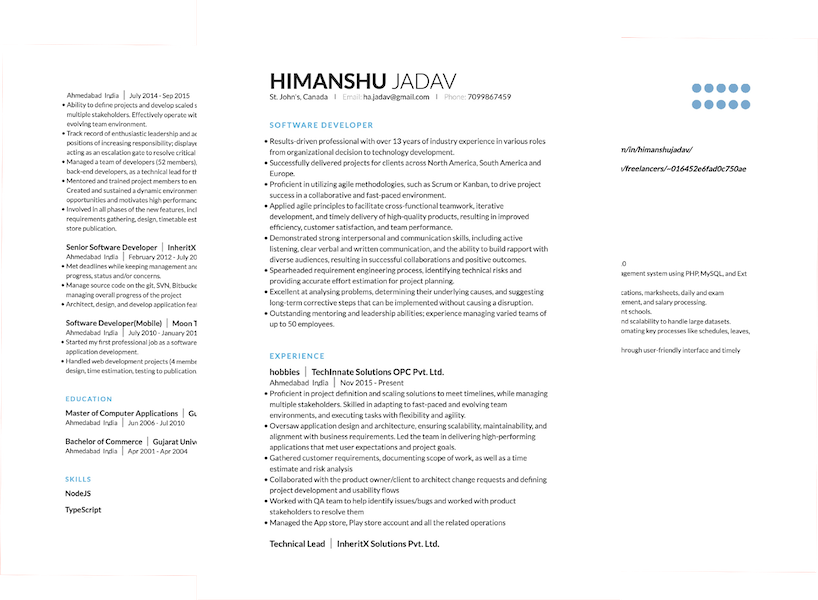 HIMANSHU JADAV
St. John's, Canada | Email: ha.jadav@gmail.com | Phone: 7099867459
SOFTWARE DEVELOPER
• Results-driven professional with over 13 years of industry experience in various roles
from organizational decision to technology development.
• Successfully delivered projects for clients across North America, South America and
Europe.
• Proficient in utilizing agile methodologies, such as Scrum or Kanban, to drive project
success in a collaborative and fast-paced environment.
• Applied agile principles to facilitate cross-functional teamwork, iterative
development, and timely delivery of high-quality products, resulting in improved
efficiency, customer satisfaction, and team performance.
• Demonstrated strong interpersonal and communication skills, including active
listening, clear verbal and written communication, and the ability to build rapport with
diverse audiences, resulting in successful collaborations and positive outcomes.
• Spearheaded requirement engineering process, identifying technical risks and
providing accurate effort estimation for project planning.
• Excellent at analysing problems, determining their underlying causes, and suggesting
long-term corrective steps that can be implemented without causing a disruption.
• Outstanding mentoring and leadership abilities; experience managing varied teams of
up to 50 employees.
EXPERIENCE
hobbies | TechInnate Solutions OPC Pvt. Ltd.
Ahmedabad India | Nov 2015 - Present
• Proficient in project definition and scaling solutions to meet timelines, while managing
multiple stakeholders. Skilled in adapting to fast-paced and evolving team
environments, and executing tasks with flexibility and agility.
• Oversaw application design and architecture, ensuring scalability, maintainability, and
alignment with business requirements. Led the team in delivering high-performing
applications that met user expectations and project goals.
• Gathered customer requirements, documenting scope of work, as well as a time
estimate and risk analysis
• Collaborated with the product owner/client to architect change requests and defining
project development and usability flows
• Worked with QA team to help identify issues/bugs and worked with product
stakeholders to resolve them
• Managed the App store, Play store account and all the related operations
Technical Lead | InheritX Solutions Pvt. Ltd.
Ahmedabad India | July 2014 - Sep 2015
• Ability to define projects and develop scaled s
multiple stakeholders. Effectively operate wit
evolving team environment.
• Track record of enthusiastic leadership and ac
positions of increasing responsibility; displaye
acting as an escalation gate to resolve critical
• Managed a team of developers (52 members),
back-end developers, as a technical lead for th
• Mentored and trained project members to en
Created and sustained a dynamic environmen
opportunities and motivates high performanc
• Involved in all phases of the new features, incl
requirements gathering, design, timetable est
store publication.
Senior Software Developer | InheritX
Ahmedabad India | February 2012 - July 20
• Met deadlines while keeping management and
progress, status and/or concerns.
• Manage source code on the git, SVN, Bitbucke
managing overall progress of the project
• Architect, design, and develop application feat
Software Developer(Mobile) | Moon T
Ahmedabad India | July 2010 - January 201
• Started my first professional job as a software
application development.
• Handled web development projects (4 membe
design, time estimation, testing to publication
EDUCATION
Master of Computer Applications | Gu
Ahmedabad India | Jun 2006 - Jul 2010
Bachelor of Commerce | Gujarat Univ
Ahmedabad India | Apr 2001 - Apr 2004
SKILLS
NodeJS
TypeScript
n/in/himanshujadav/
/freelancers/~016452e6fad0c750ae
.0
gement system using PHP, MySQL, and Ext
cations, marksheets, daily and exam
ement, and salary processing.
nt schools.
nd scalability to handle large datasets.
omating key processes like schedules, leaves,
hrough user-friendly interface and timely